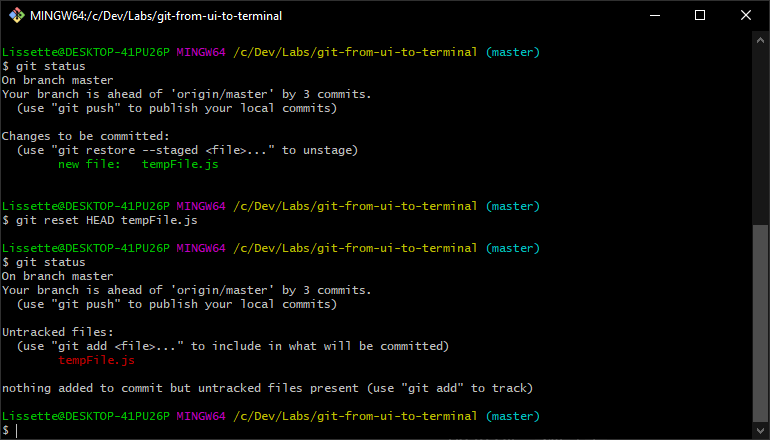 MINGW64:/c/Dev/Labs/git-from-ui-to-terminal
Lissette@DESKTOP-41PU26P MINGW64 /c/Dev/Labs/git-from-ui-to-terminal (master)
$ git status
On branch master
Your branch is ahead of 'origin/master' by 3 commits.
  (use "git push" to publish your local commits)

Changes to be committed:
  (use "git restore --staged <file>..." to unstage)
        new file:   tempFile.js

Lissette@DESKTOP-41PU26P MINGW64 /c/Dev/Labs/git-from-ui-to-terminal (master)
$ git reset HEAD tempFile.js

Lissette@DESKTOP-41PU26P MINGW64 /c/Dev/Labs/git-from-ui-to-terminal (master)
$ git status
On branch master
Your branch is ahead of 'origin/master' by 3 commits.
  (use "git push" to publish your local commits)

Untracked files:
  (use "git add <file>..." to include in what will be committed)
        tempFile.js

nothing added to commit but untracked files present (use "git add" to track)

Lissette@DESKTOP-41PU26P MINGW64 /c/Dev/Labs/git-from-ui-to-terminal (master)
$